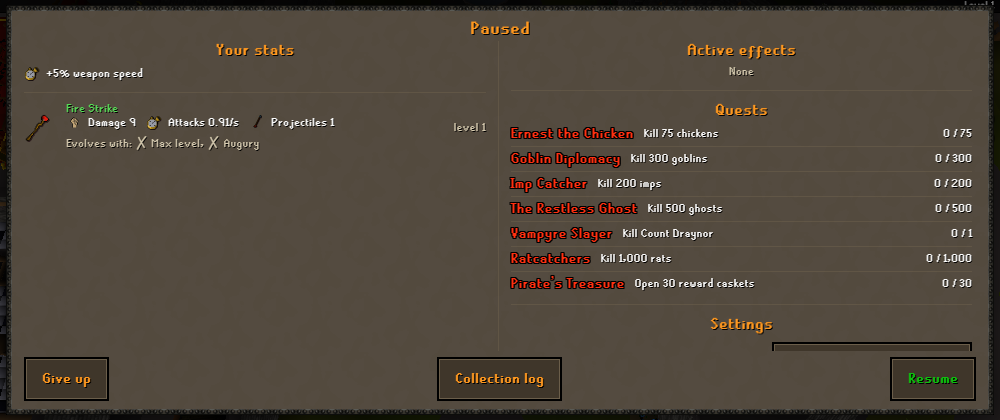 Paused
Your stats
+5% weapon speed
Fire Strike
Damage 9 Attacks 0.91/s Projectiles 1
level 1
Evolves with: Max level, Augury
Active effects
None
Quests
Ernest the Chicken Kill 75 chickens 0 / 75
Goblin Diplomacy Kill 300 goblins 0 / 300
Imp Catcher Kill 200 imps 0 / 200
The Restless Ghost Kill 500 ghosts 0 / 500
Vampyre Slayer Kill Count Draynor 0 / 1
Ratcatchers Kill 1,000 rats 0 / 1,000
Pirate's Treasure Open 30 reward caskets 0 / 30
Settings
Give up
Collection log
Resume